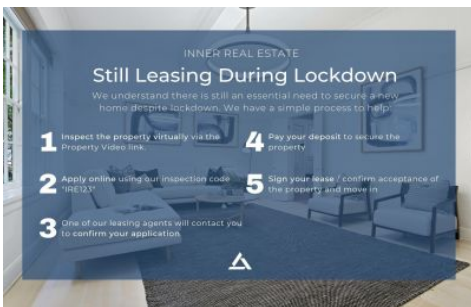 INNER REAL ESTATE
Still Leasing During Lockdown
We understand there is still an essential need to secure a new
home despite lockdown. We have a simple process to help:
1 Inspect the property virtually via the
Property Video link.
2 Apply online using our inspection code
"IRE123"
3 One of our leasing agents will contact you
to confirm your application
4 Pay your deposit to secure the
property
5 Sign your lease / confirm acceptance of
the property and move in